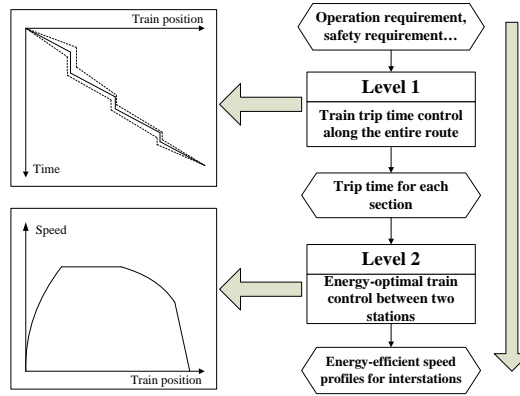 Train position
Time
Speed
Train position
Operation requirement,
safety requirement…
Level 1
Train trip time control
along the entire route
Trip time for each
section
Level 2
Energy-optimal train
control between two
stations
Energy-efficient speed
profiles for interstations